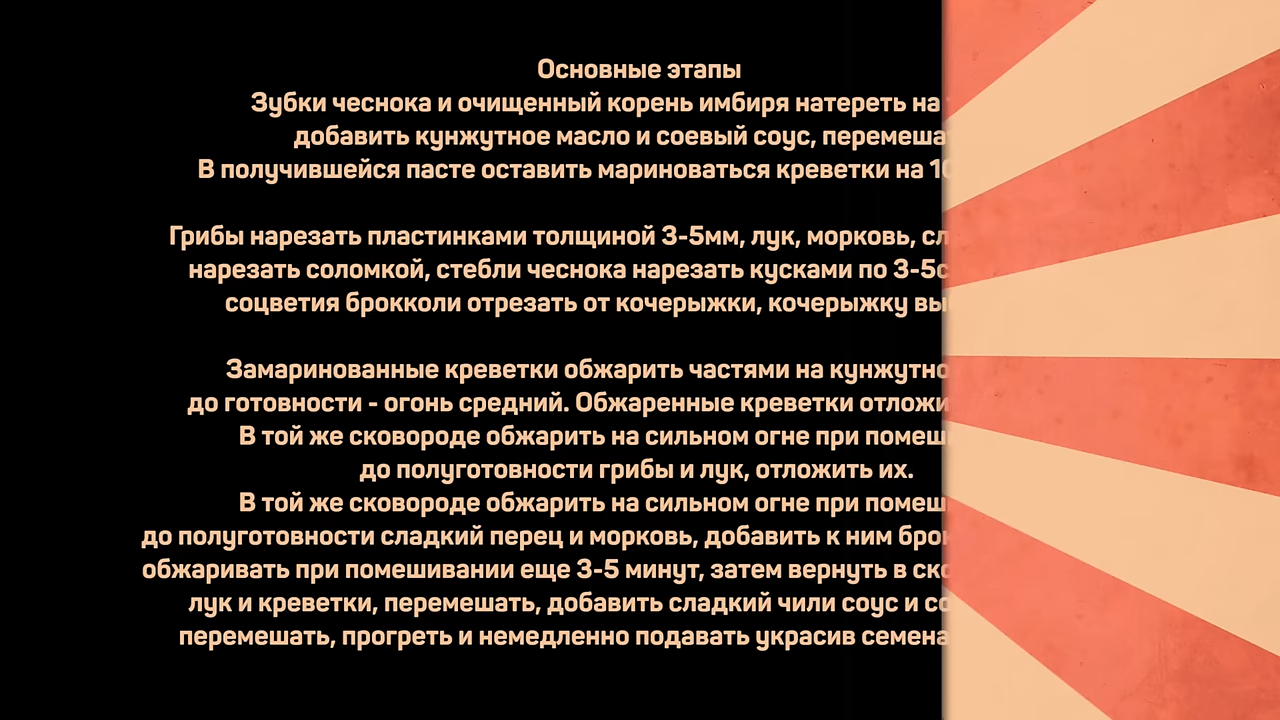 Основные этапы
Зубки чеснока и очищенный корень имбиря натереть на
добавить кунжутное масло и соевый соус,
В получившейся пасте оставить мариноваться креветки на
Грибы нарезать пластинками толщиной 3-5мм, лук, морковь,
нарезать соломкой, стебли чеснока нарезать кусками по
соцветия брокколи отрезать от кочерыжки, кочерыжку
Замаринованные креветки обжарить частями на
до готовности - огонь средний. Обжаренные креветки
В той же сковороде обжарить на сильном огне при
до полуготовности грибы и лук, отложить их.
В той же сковороде обжарить на сильном огне при
до полуготовности сладкий перец и морковь, добавить к ним
обжаривать при помешивании еще 3-5 минут, затем вернуть в
лук и креветки, перемешать, добавить сладкий чили соус и
перемешать, прогреть и немедленно подавать украсив